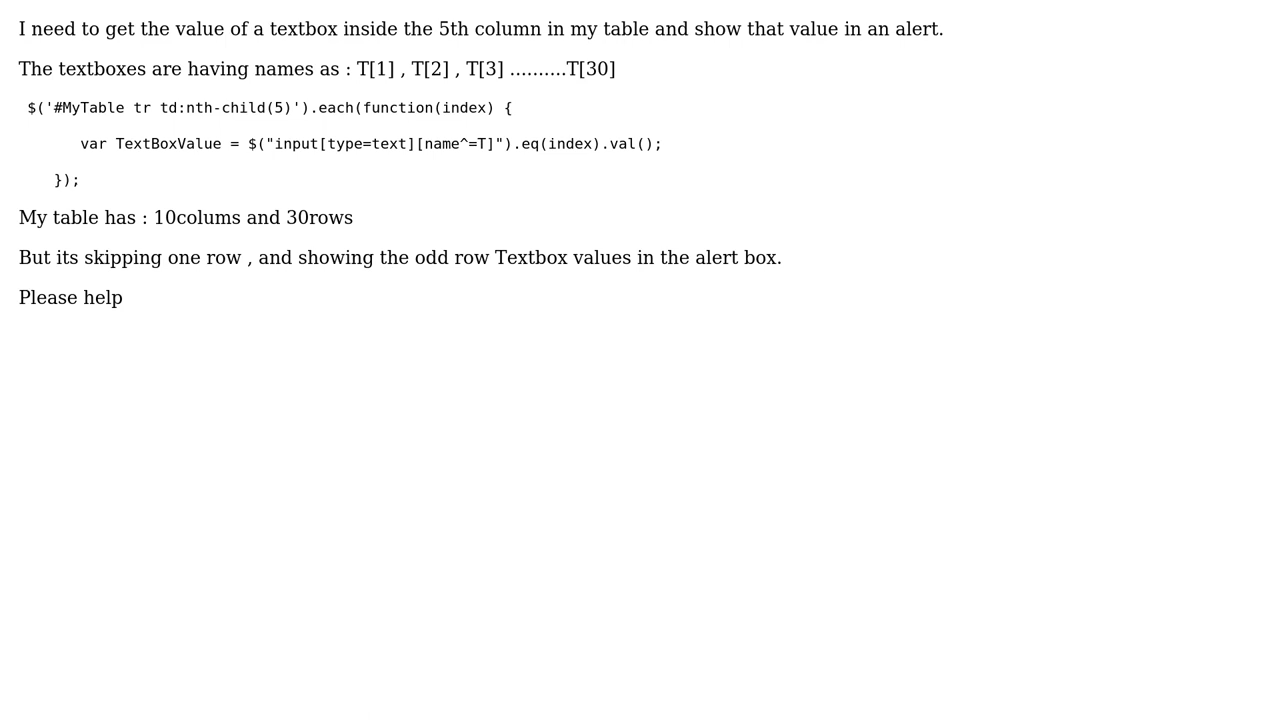 I need to get the value of a textbox inside the 5th column in my table and show that value in an alert.
The textboxes are having names as : T[1] , T[2] , T[3] ..........T[30]
$('#MyTable tr td:nth-child(5)').each(function(index) {
var TextBoxValue = $("input[type=text][name^=T]").eq(index).val();
});
My table has : 10colums and 30rows
But its skipping one row , and showing the odd row Textbox values in the alert box.
Please help